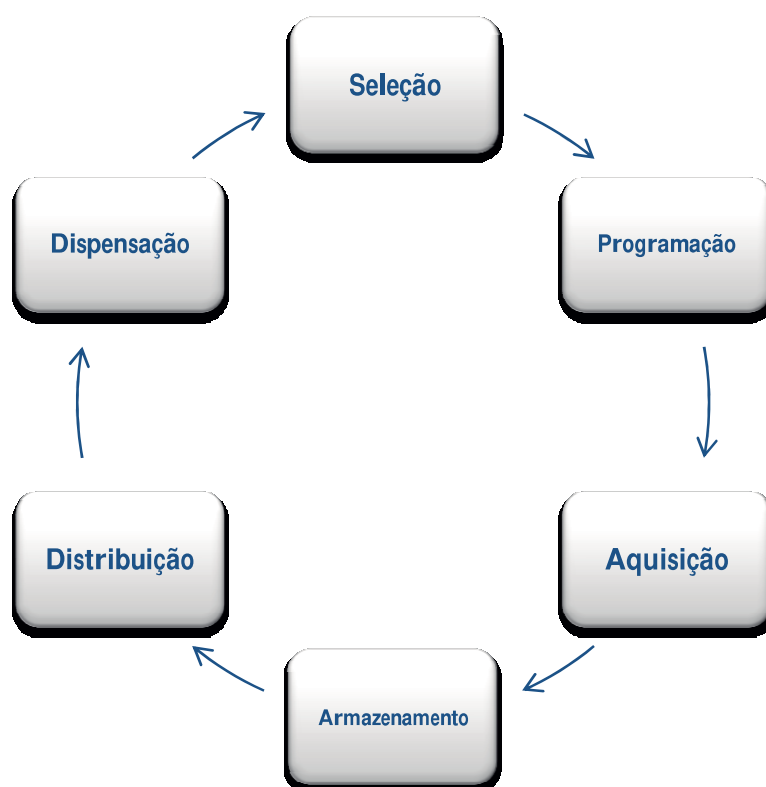 Seleção
Programação
Aquisição
Armazenamento
Distribuição
Dispensação